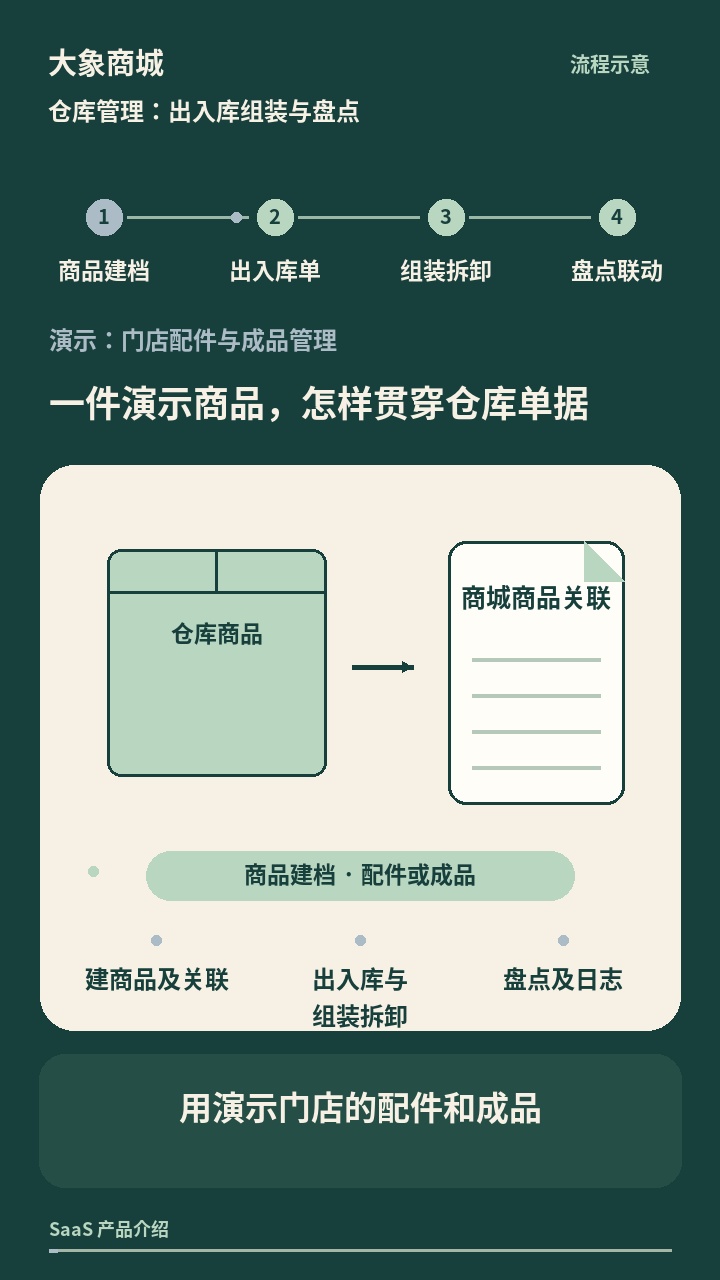 大象商城
流程示意
仓库管理：出入库组装与盘点
1
2
3
4
商品建档
出入库单
组装拆卸
盘点联动
演示：门店配件与成品管理
一件演示商品，怎样贯穿仓库单据
仓库商品
商城商品关联
商品建档 · 配件或成品
建商品及关联
出入库与
组装拆卸
盘点及日志
用演示门店的配件和成品
SaaS 产品介绍